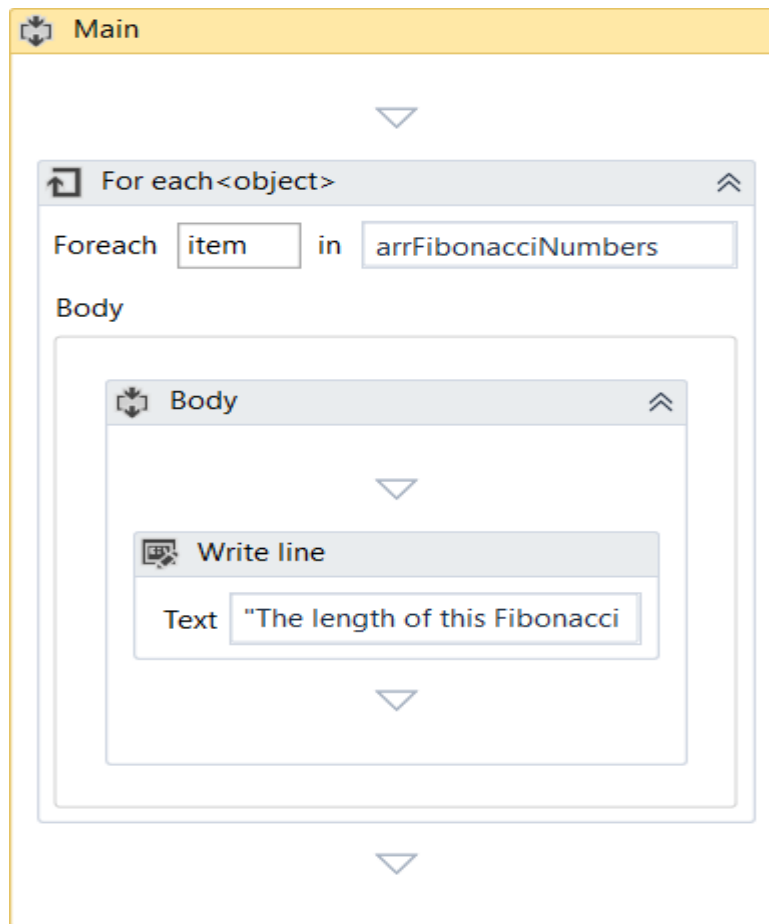 Main
For each<object>
Foreach item in arrFibonacciNumbers
Body
Body
Write line
Text "The length of this Fibonacci